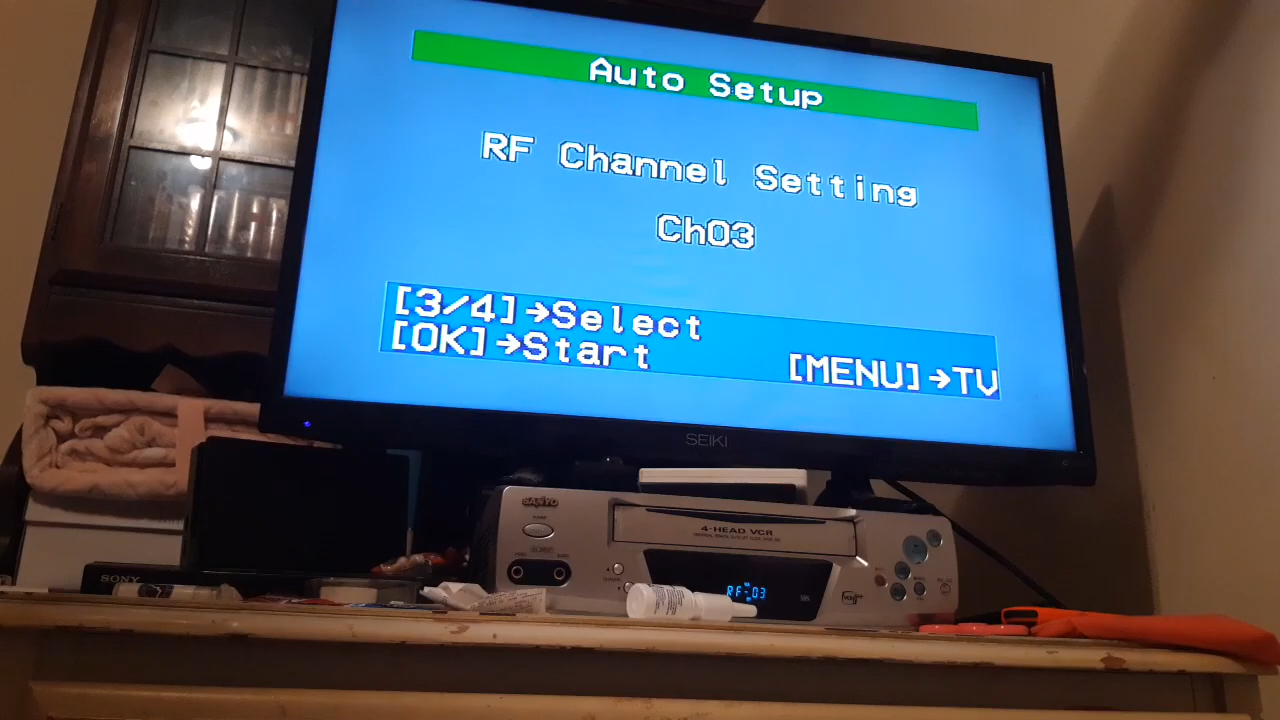 Auto Setup
RF Channel Setting
Ch03
[3/4]→Select
[OK]→Start
[MENU]→TV
SEIKI
SANYO
4-HEAD VCR
RF-03
SONY